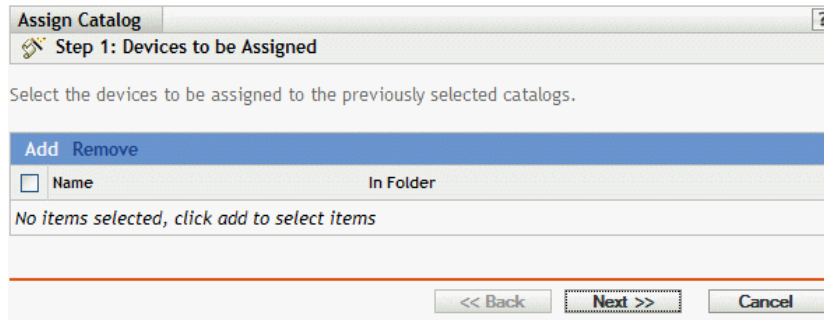 Assign Catalog ?
Step 1: Devices to be Assigned
Select the devices to be assigned to the previously selected catalogs.
Add Remove
Name In Folder
No items selected, click add to select items
<< Back Next >> Cancel